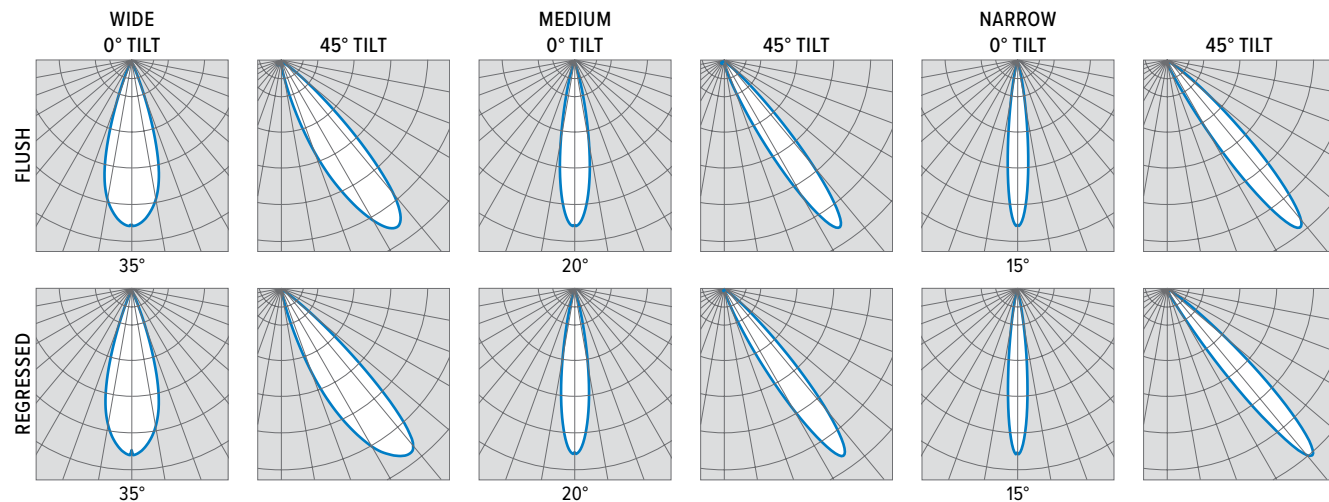 WIDE
0° TILT
45° TILT
MEDIUM
0° TILT
45° TILT
NARROW
0° TILT
45° TILT
FLUSH
35°
20°
15°
REGRESSED
35°
20°
15°